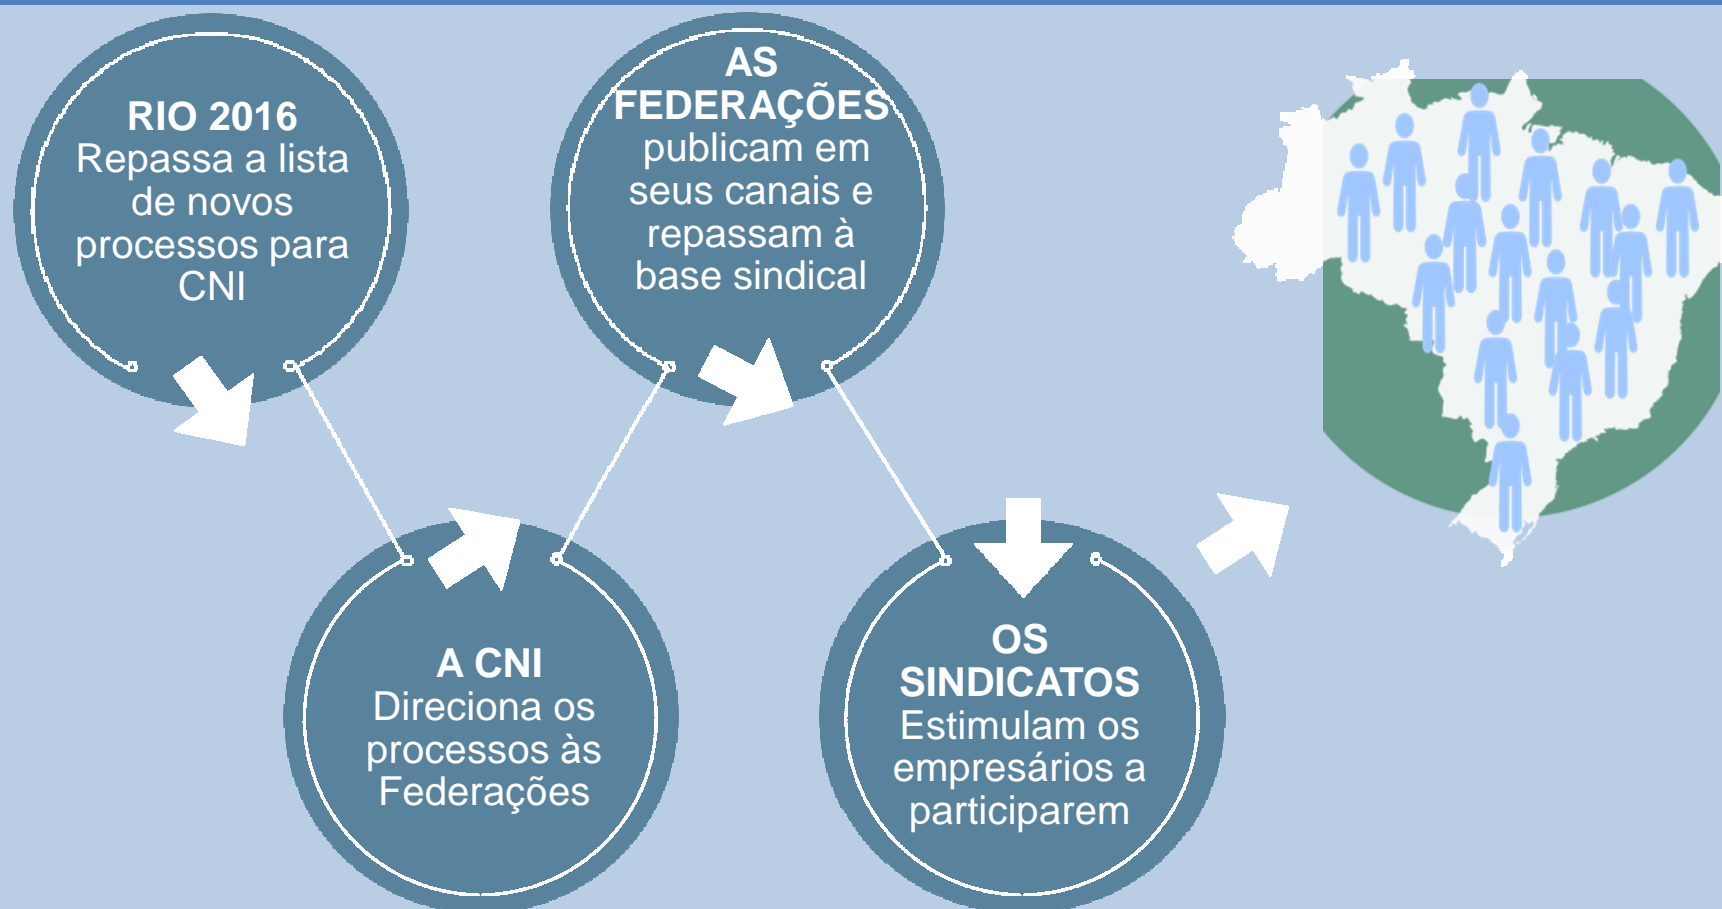 RIO 2016
Repassa a lista
de novos
processos para
CNI
A CNI
Direciona os
processos às
Federações
AS
FEDERAÇÕES
publicam em
seus canais e
repassam à
base sindical
OS
SINDICATOS
Estimulam os
empresários a
participarem